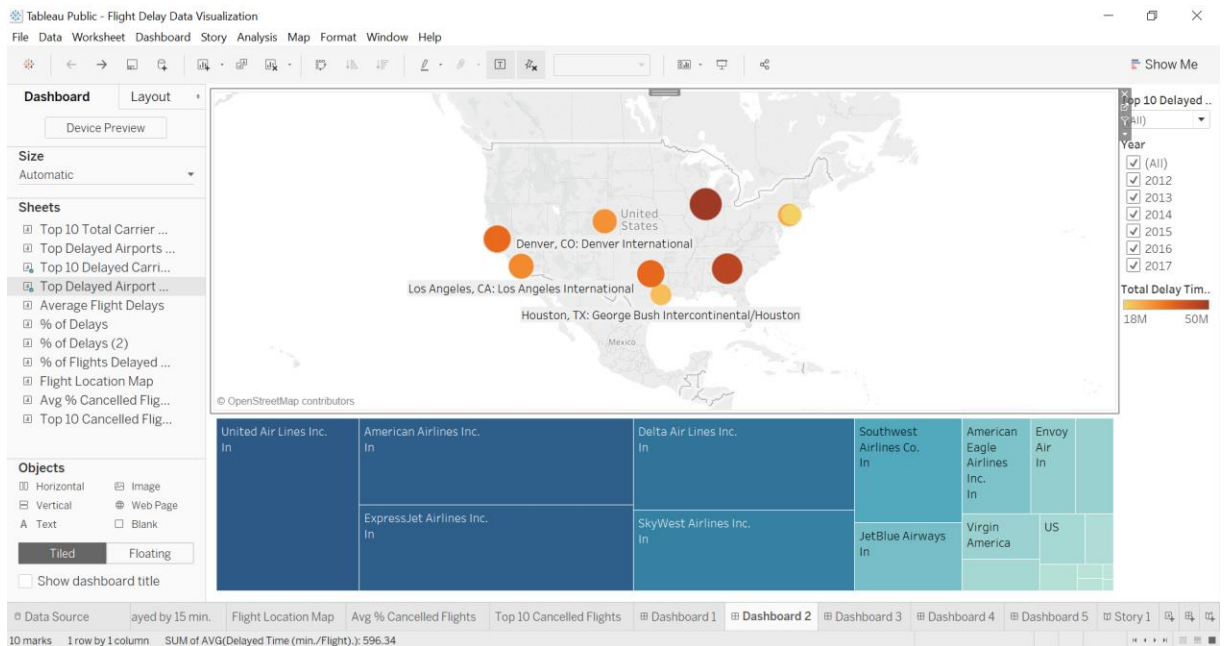 Tableau Public - Flight Delay Data Visualization
File Data Worksheet Dashboard Story Analysis Map Format Window Help
Show Me
Dashboard Layout
Device Preview
Size
Automatic
Sheets
Top 10 Total Carrier ...
Top Delayed Airports ...
Top 10 Delayed Carri...
Top Delayed Airport ...
Average Flight Delays
% of Delays
% of Delays (2)
% of Flights Delayed ...
Flight Location Map
Avg % Cancelled Flig...
Top 10 Cancelled Flig...
Objects
Horizontal Image
Vertical Web Page
A Text Blank
Tiled Floating
Show dashboard title
United
States
Denver, CO: Denver International
Los Angeles, CA: Los Angeles International
Houston, TX: George Bush Intercontinental/Houston
Mexico
© OpenStreetMap contributors
Top 10 Delayed ..
(All)
Year
(All)
2012
2013
2014
2015
2016
2017
Total Delay Tim..
18M 50M
United Air Lines Inc.
In
American Airlines Inc.
In
ExpressJet Airlines Inc.
In
Delta Air Lines Inc.
In
SkyWest Airlines Inc.
In
Southwest
Airlines Co.
In
JetBlue Airways
In
American
Eagle
Airlines
Inc.
In
Envoy
Air
In
Virgin
America
US
Data Source ayed by 15 min. Flight Location Map Avg % Cancelled Flights Top 10 Cancelled Flights Dashboard 1 Dashboard 2 Dashboard 3 Dashboard 4 Dashboard 5 Story 1
10 marks 1 row by 1 column SUM of AVG(Delayed Time (min./Flight).): 596.34